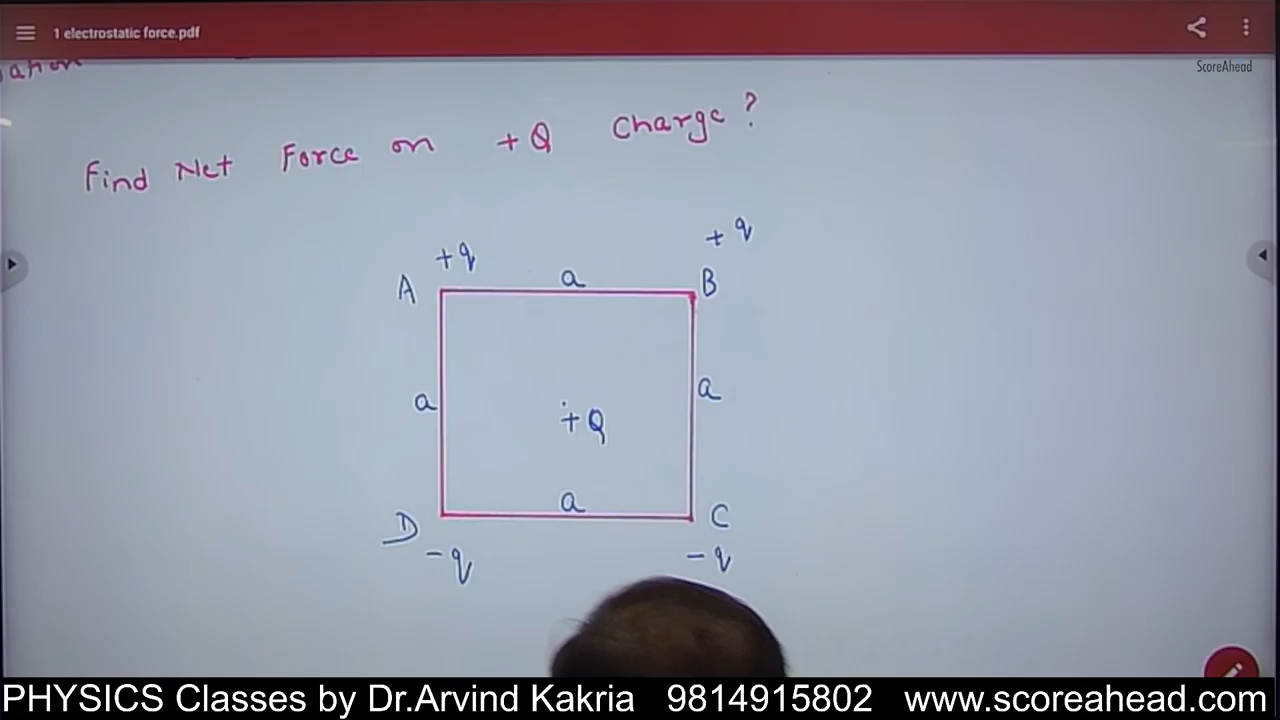 1 electrostatic force.pdf
ScoreAhead
Find Net Force on +Q Charge?
+q
+q
A a B
a a
+Q
a
D C
-q -q
PHYSICS Classes by Dr.Arvind Kakria 9814915802 www.scoreahead.com